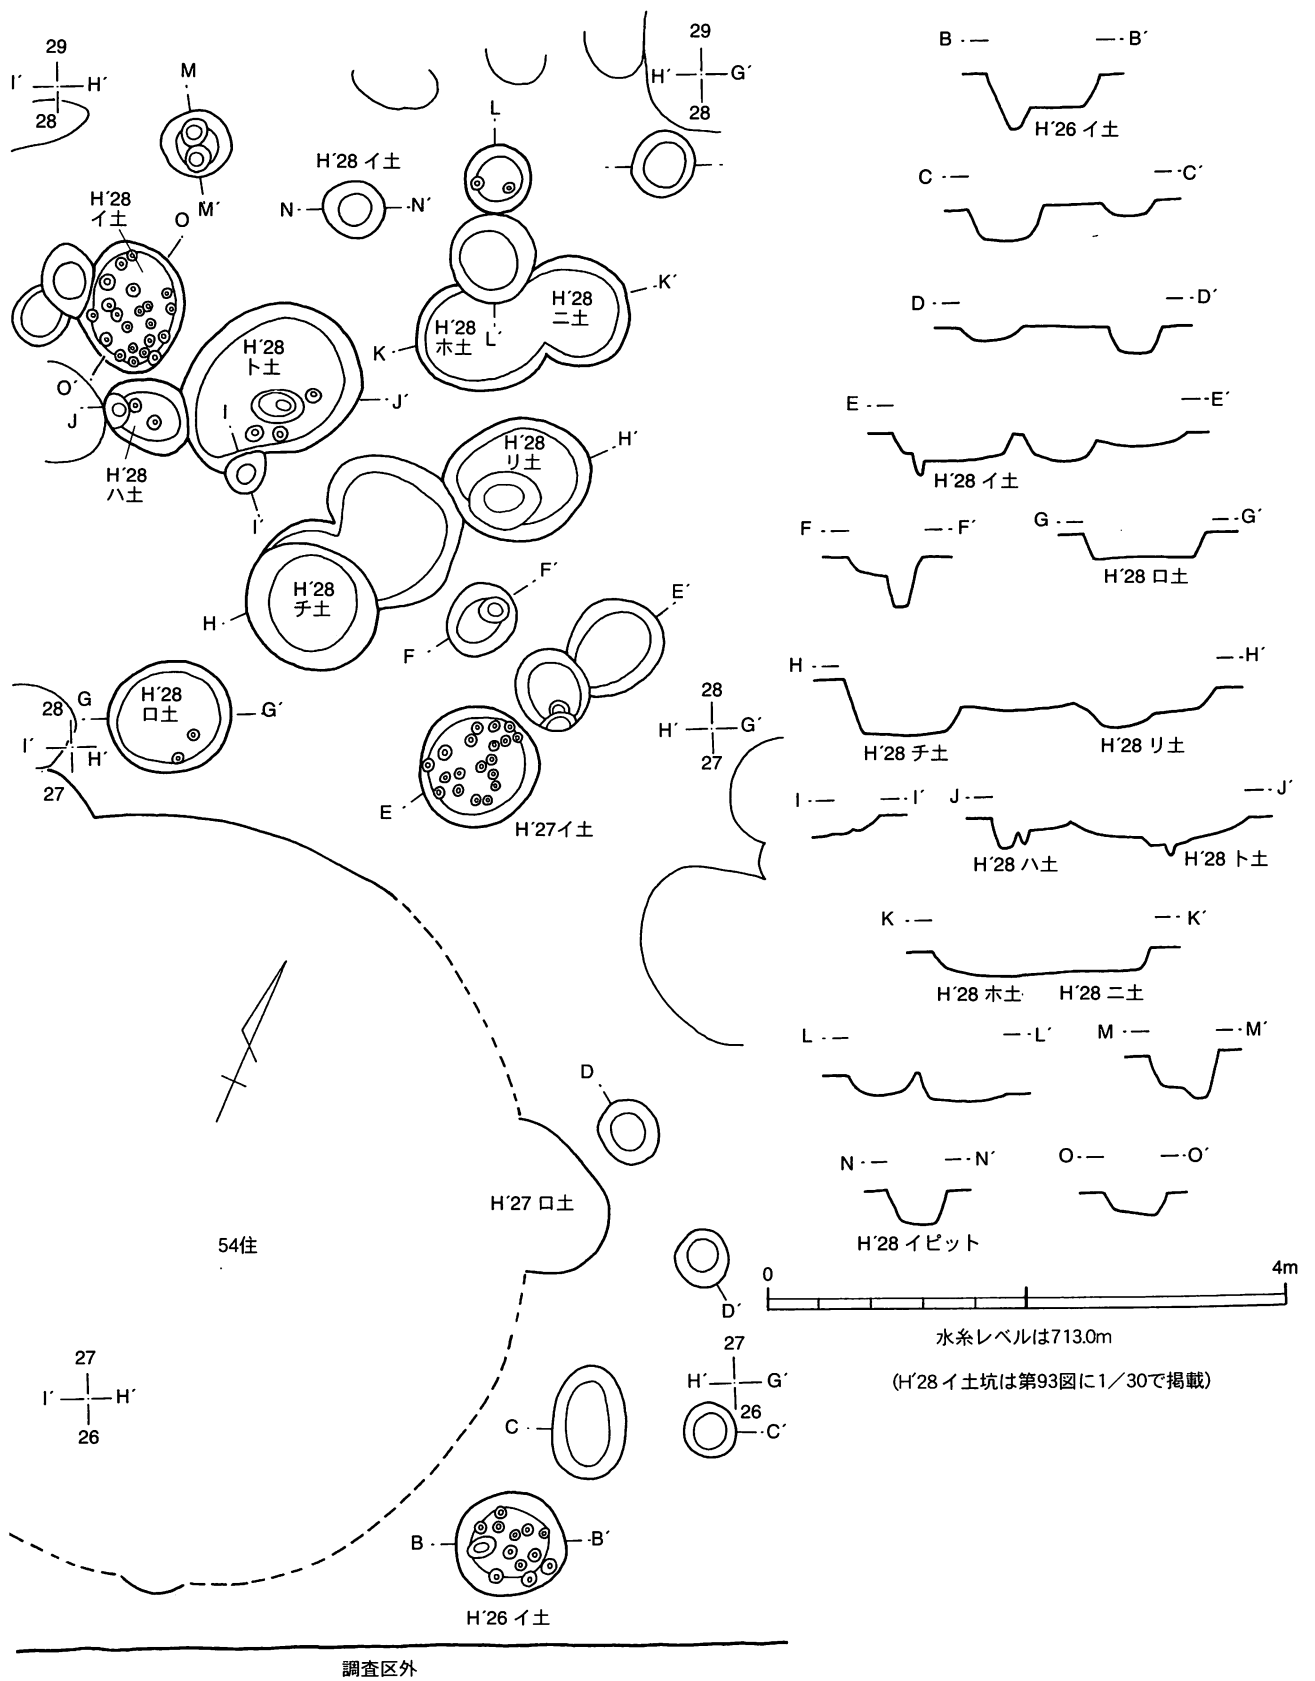 29
I´ H´
28
M
M´
29
H´ G´
28
L
H´28 イ土
N N´
H´28
イ土
O
K´
H´28
ニ土
H´28
ホ土 L´
K
H´28
ト土
O´
J J´
I
H´28
ハ土
I´
H´28
リ土
H´
H´28
チ土
H
F´
F
E´
H´28
ロ土
G G´
28
I´ H´
27
28
H´ G´
27
E
H´27イ土
D
H´27 ロ土
54住
D´
27
I´ H´
26
27
H´ G´
26
C C´
B B´
H´26 イ土
調査区外
B B´
H´26 イ土
C C´
D D´
E E´
H´28 イ土
F F´
G G´
H´28 ロ土
H H´
H´28 チ土 H´28 リ土
I I´
J J´
H´28 ハ土 H´28 ト土
K K´
H´28 ホ土 H´28 ニ土
L L´
M M´
N N´
O O´
H´28 イピット
0 4m
水糸レベルは713.0m
(H´28 イ土坑は第93図に1/30で掲載)